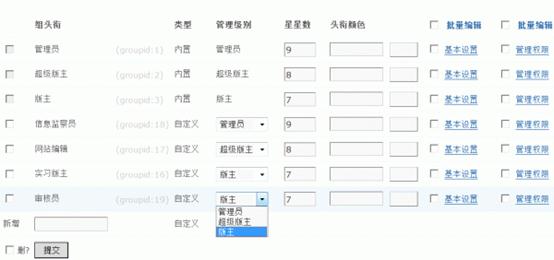 组头衔 类型 管理级别 星星数 头衔颜色 批量编辑 批量编辑
管理员 (groupid:1) 内置 管理员 9 基本设置 管理权限
超级版主 (groupid:2) 内置 超级版主 8 基本设置 管理权限
版主 (groupid:3) 内置 版主 7 基本设置 管理权限
信息监察员 (groupid:18) 自定义 管理员 9 基本设置 管理权限
网站编辑 (groupid:17) 自定义 超级版主 8 基本设置 管理权限
实习版主 (groupid:16) 自定义 版主 7 基本设置 管理权限
审核员 (groupid:19) 自定义 版主 7 基本设置 管理权限
管理员
超级版主
版主
新增 自定义
删? 提交